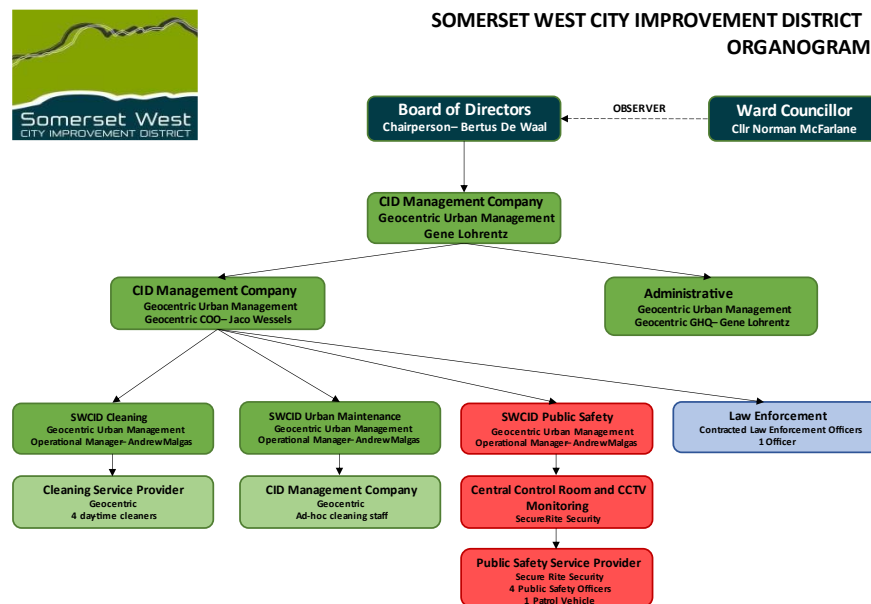 SOMERSET WEST CITY IMPROVEMENT DISTRICT
ORGANOGRAM
Somerset West
CITY IMPROVEMENT DISTRICT
Board of Directors
Chairperson– Bertus De Waal
OBSERVER
Ward Councillor
Cllr Norman McFarlane
CID Management Company
Geocentric Urban Management
Gene Lohrentz
CID Management Company
Geocentric Urban Management
Geocentric COO– Jaco Wessels
Administrative
Geocentric Urban Management
Geocentric GHQ– Gene Lohrentz
SWCID Cleaning
Geocentric Urban Management
Operational Manager- AndrewMalgas
SWCID Urban Maintenance
Geocentric Urban Management
Operational Manager- AndrewMalgas
SWCID Public Safety
Geocentric Urban Management
Operational Manager- AndrewMalgas
Law Enforcement
Contracted Law Enforcement Officers
1 Officer
Cleaning Service Provider
Geocentric
4 daytime cleaners
CID Management Company
Geocentric
Ad-hoc cleaning staff
Central Control Room and CCTV
Monitoring
SecureRite Security
Public Safety Service Provider
Secure Rite Security
4 Public Safety Officers
1 Patrol Vehicle